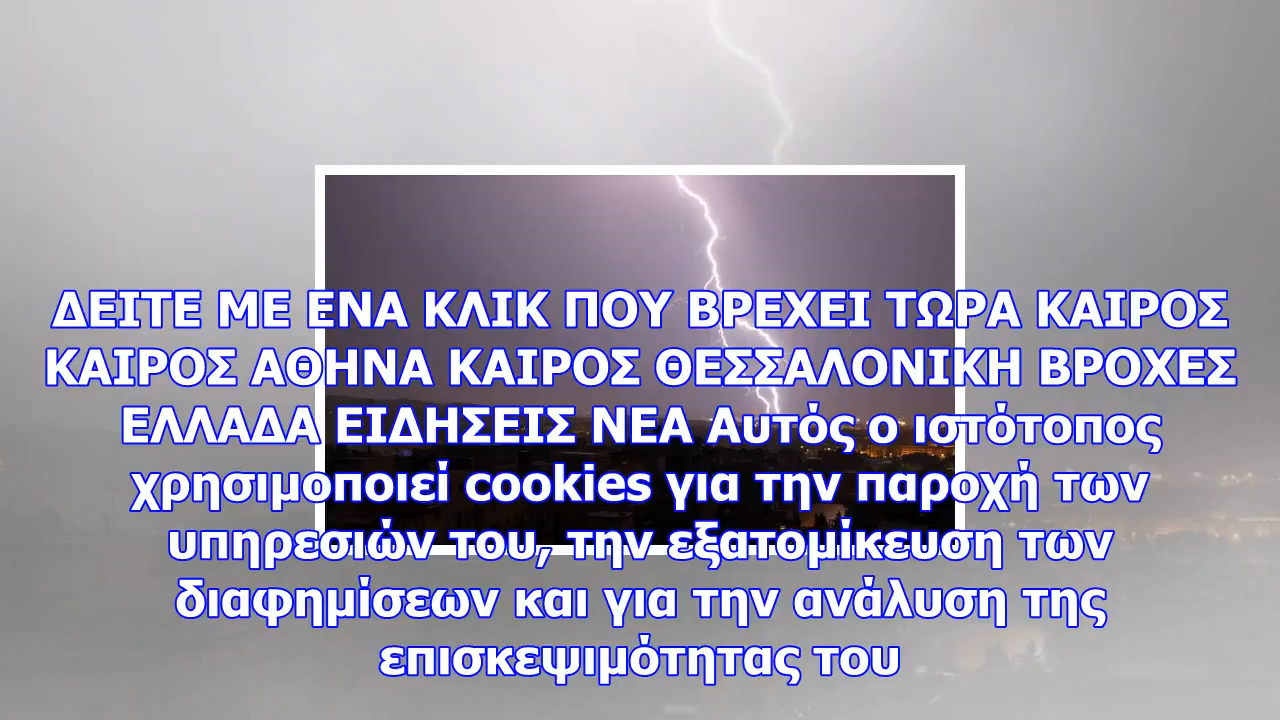 ΔΕΙΤΕ ΜΕ ΕΝΑ ΚΛΙΚ ΠΟΥ ΒΡΕΧΕΙ ΤΩΡΑ ΚΑΙΡΟΣ
ΚΑΙΡΟΣ ΑΘΗΝΑ ΚΑΙΡΟΣ ΘΕΣΣΑΛΟΝΙΚΗ ΒΡΟΧΕΣ
ΕΛΛΑΔΑ ΕΙΔΗΣΕΙΣ ΝΕΑ Αυτός ο ιστότοπος
χρησιμοποιεί cookies για την παροχή των
υπηρεσιών του, την εξατομίκευση των
διαφημίσεων και για την ανάλυση της
επισκεψιμότητας του